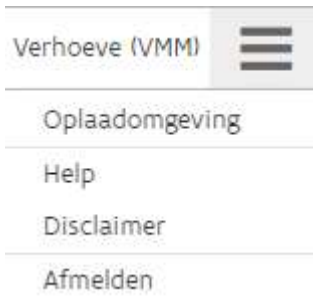 Verhoeve (VMM)
Oplaadomgeving
Help
Disclaimer
Afmelden